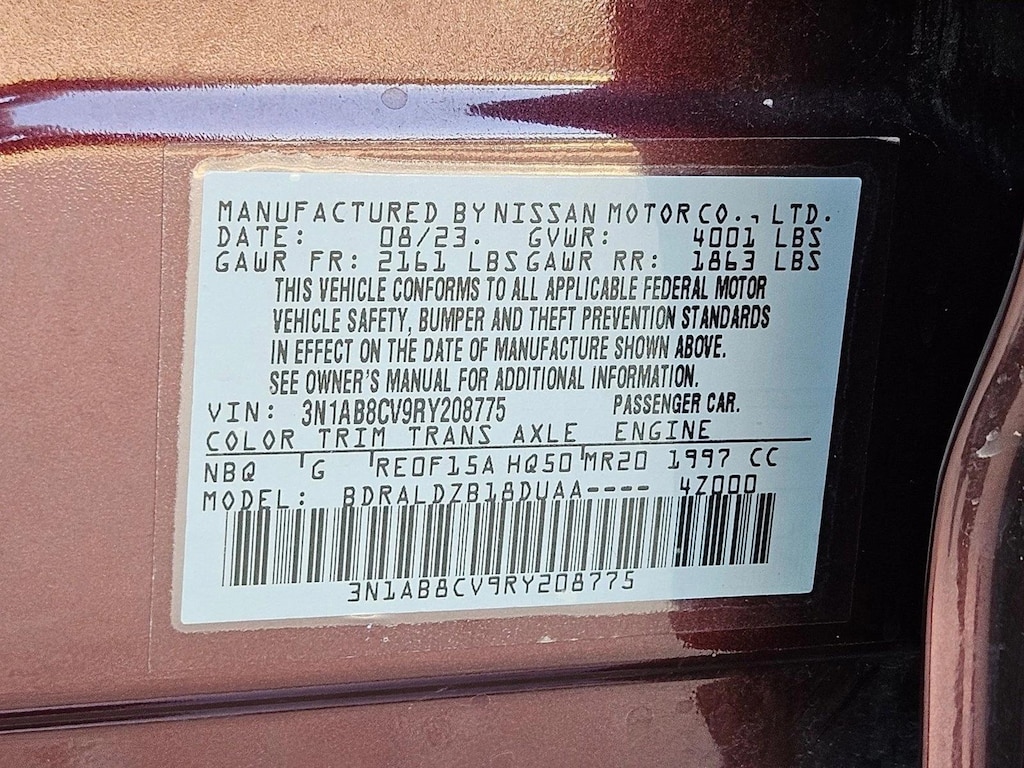 MANUFACTURED BY NISSAN MOTOR CO., LTD.
DATE: 08/23. GVWR: 4001 LBS
GAWR FR: 2161 LBS GAWR RR: 1863 LBS
THIS VEHICLE CONFORMS TO ALL APPLICABLE FEDERAL MOTOR
VEHICLE SAFETY, BUMPER AND THEFT PREVENTION STANDARDS
IN EFFECT ON THE DATE OF MANUFACTURE SHOWN ABOVE.
SEE OWNER'S MANUAL FOR ADDITIONAL INFORMATION.
VIN: 3N1AB8CV9RY208775 PASSENGER CAR.
COLOR TRIM TRANS AXLE ENGINE
NBQ G RE0F15A HQ50 MR20 1997 CC
MODEL: BDRALDZB18DUAA---- 4Z000
3N1AB8CV9RY208775